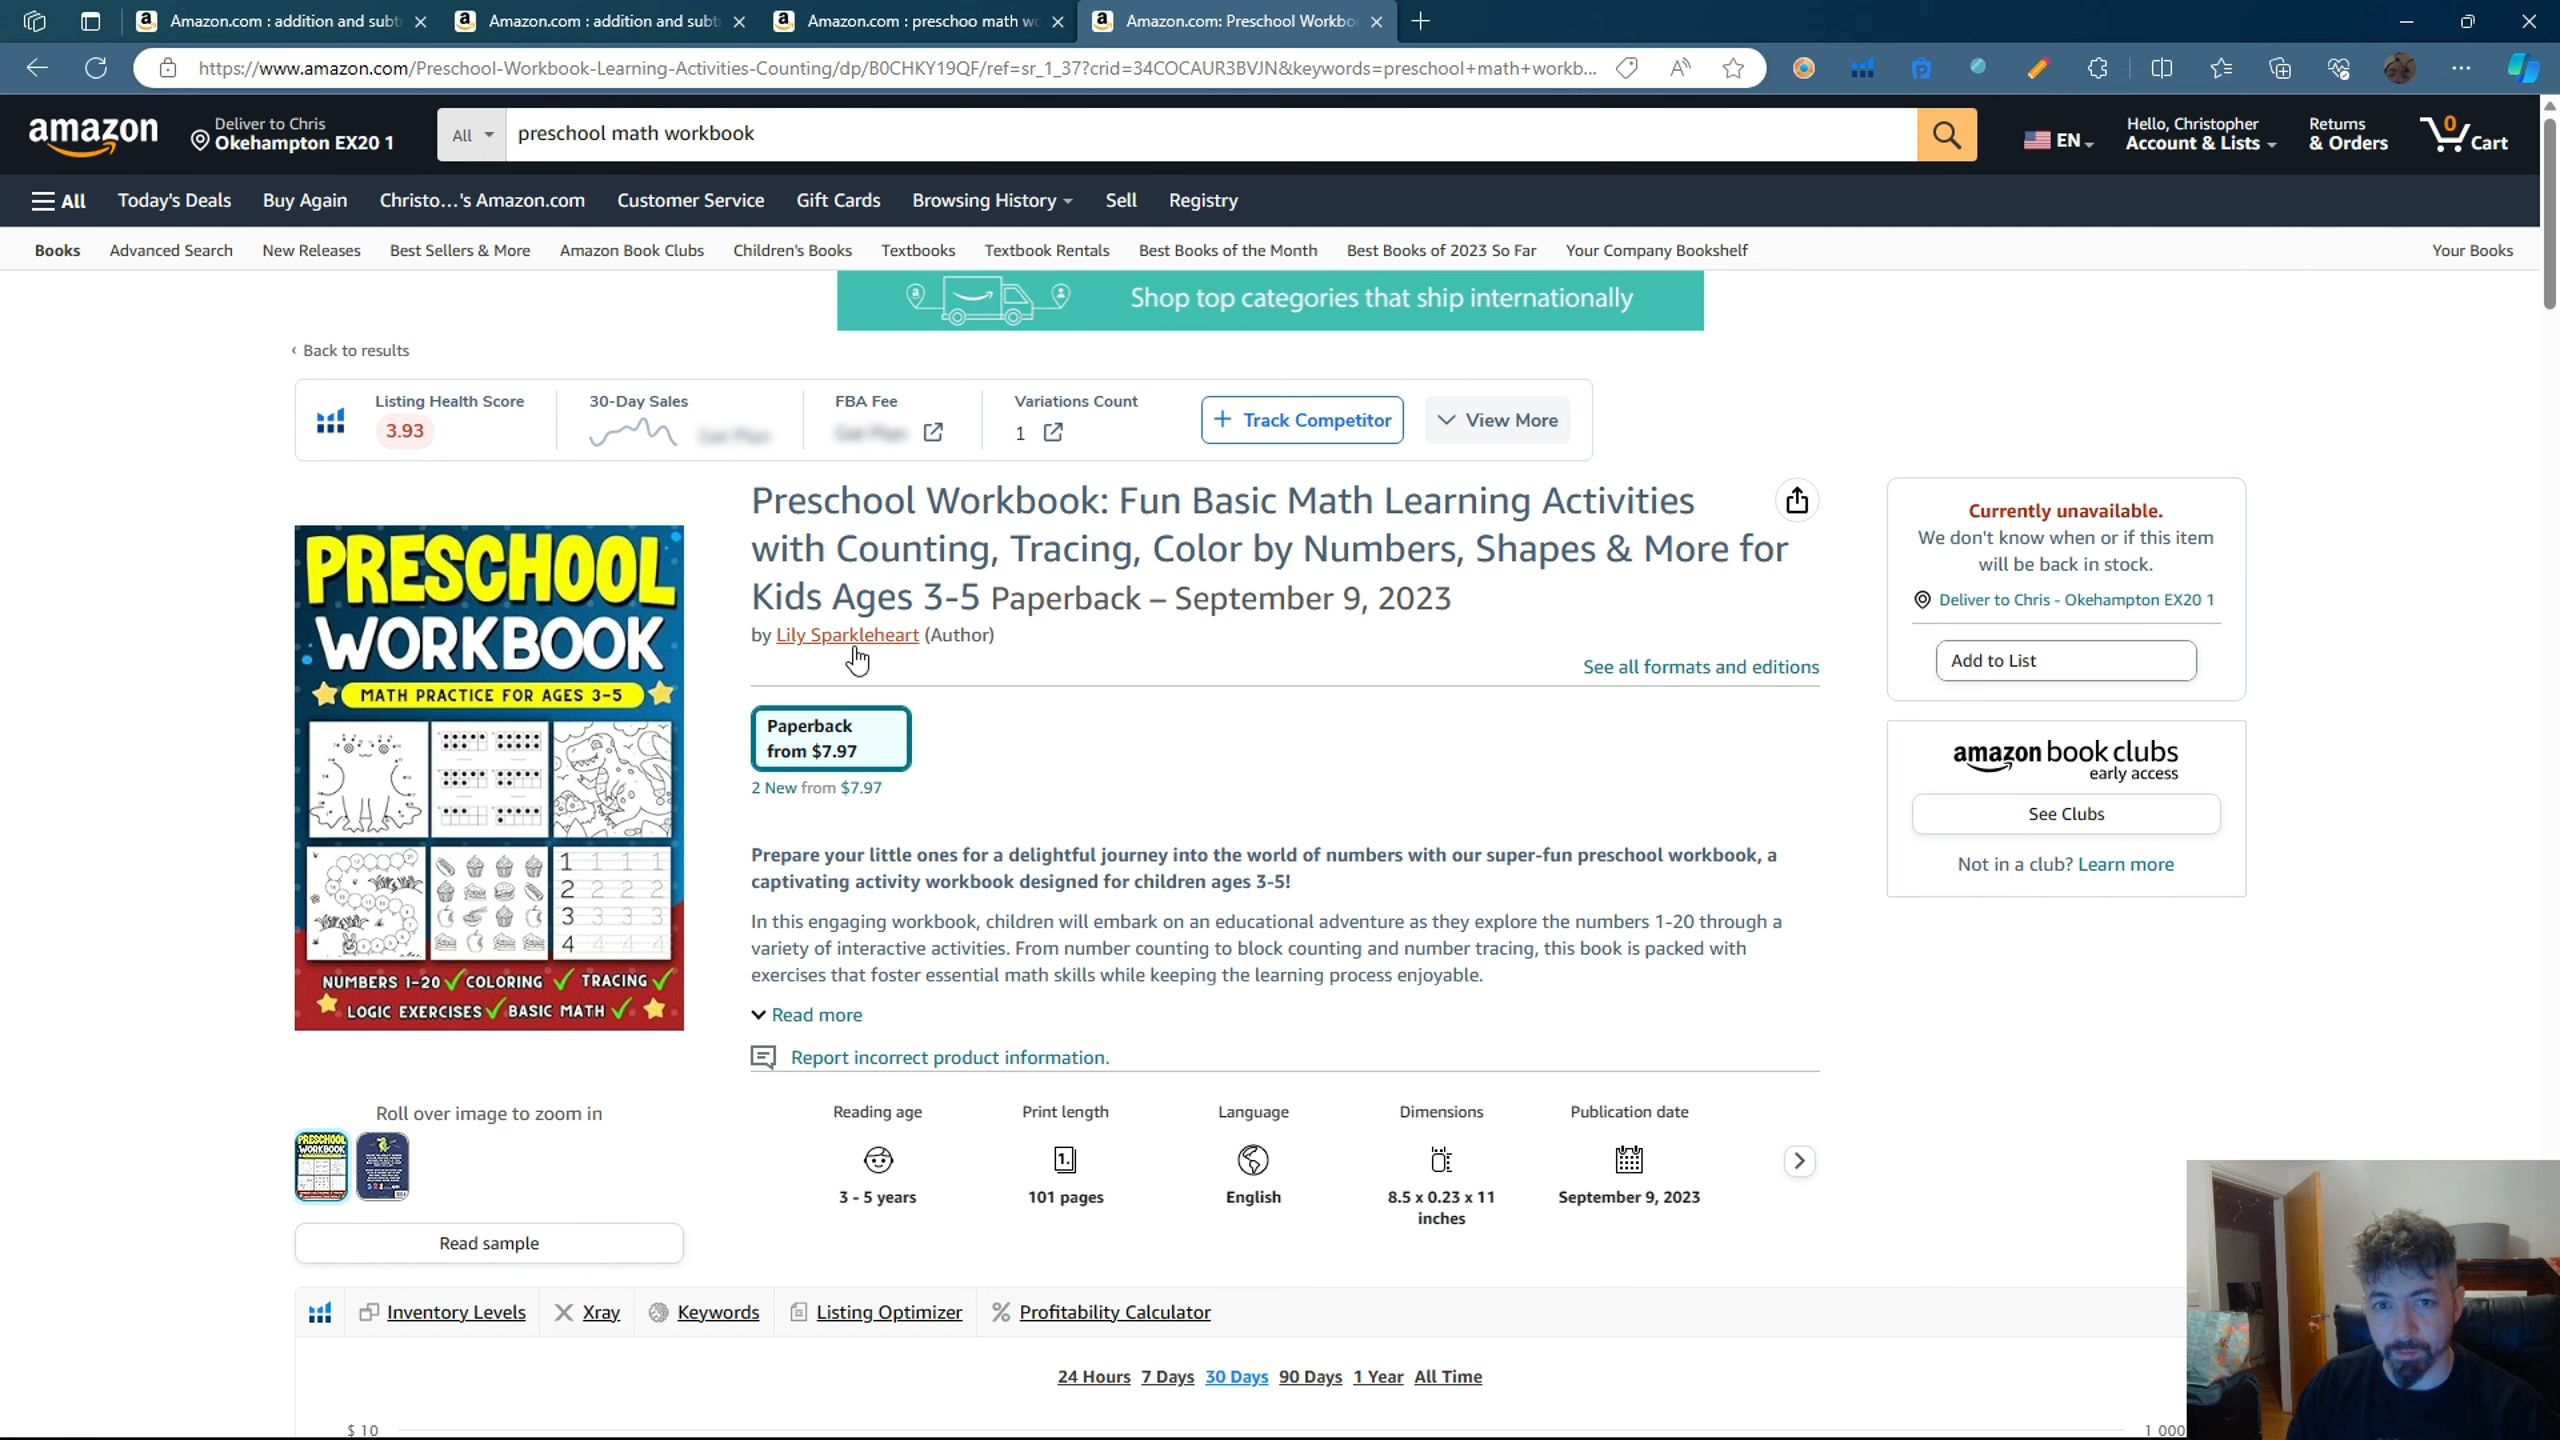 Amazon.com : addition and subt
Amazon.com : addition and subt
Amazon.com : preschoo math wo
Amazon.com: Preschool Workbo
https://www.amazon.com/Preschool-Workbook-Learning-Activities-Counting/dp/B0CHKY19QF/ref=sr_1_37?crid=34COCAUR3BVJN&keywords=preschool+math+workb...
amazon
Deliver to Chris
Okehampton EX20 1
All
preschool math workbook
EN
Hello, Christopher
Account & Lists
Returns
& Orders
0
Cart
All Today's Deals Buy Again Christo...'s Amazon.com Customer Service Gift Cards Browsing History Sell Registry
Books Advanced Search New Releases Best Sellers & More Amazon Book Clubs Children's Books Textbooks Textbook Rentals Best Books of the Month Best Books of 2023 So Far Your Company Bookshelf Your Books
Shop top categories that ship internationally
‹ Back to results
Listing Health Score
3.93
30-Day Sales
FBA Fee
Variations Count
1
+ Track Competitor
View More
Preschool Workbook: Fun Basic Math Learning Activities
with Counting, Tracing, Color by Numbers, Shapes & More for
Kids Ages 3-5 Paperback – September 9, 2023
by Lily Sparkleheart (Author)
See all formats and editions
Paperback
from $7.97
2 New from $7.97
Prepare your little ones for a delightful journey into the world of numbers with our super-fun preschool workbook, a
captivating activity workbook designed for children ages 3-5!
In this engaging workbook, children will embark on an educational adventure as they explore the numbers 1-20 through a
variety of interactive activities. From number counting to block counting and number tracing, this book is packed with
exercises that foster essential math skills while keeping the learning process enjoyable.
Read more
Report incorrect product information.
Reading age
3 - 5 years
Print length
1.
101 pages
Language
English
Dimensions
8.5 x 0.23 x 11
inches
Publication date
September 9, 2023
Currently unavailable.
We don't know when or if this item
will be back in stock.
Deliver to Chris - Okehampton EX20 1
Add to List
amazon book clubs
early access
See Clubs
Not in a club? Learn more
PRESCHOOL
WORKBOOK
MATH PRACTICE FOR AGES 3-5
1 1 1 1
2 2 2 2
3 3 3 3
4 4 4 4
NUMBERS 1-20 COLORING TRACING
LOGIC EXERCISES BASIC MATH
Roll over image to zoom in
PRESCHOOL
Read sample
Inventory Levels Xray Keywords Listing Optimizer Profitability Calculator
24 Hours 7 Days 30 Days 90 Days 1 Year All Time
$ 10
1 000